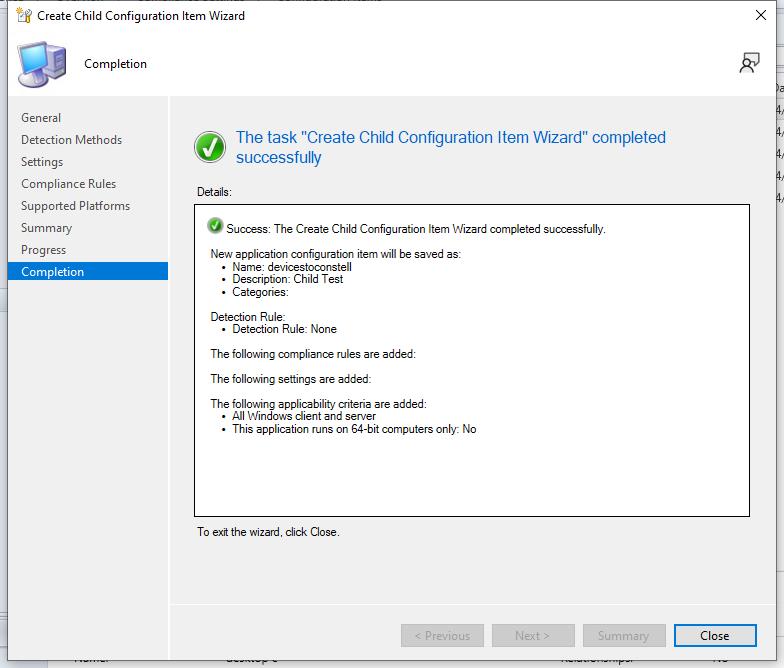 Create Child Configuration Item Wizard
Completion
General
Detection Methods
Settings
Compliance Rules
Supported Platforms
Summary
Progress
Completion
The task "Create Child Configuration Item Wizard" completed
successfully
Details:
Success: The Create Child Configuration Item Wizard completed successfully.
New application configuration item will be saved as:
• Name: devicestoconstell
• Description: Child Test
• Categories:
Detection Rule:
• Detection Rule: None
The following compliance rules are added:
The following settings are added:
The following applicability criteria are added:
• All Windows client and server
• This application runs on 64-bit computers only: No
To exit the wizard, click Close.
< Previous
Next >
Summary
Close